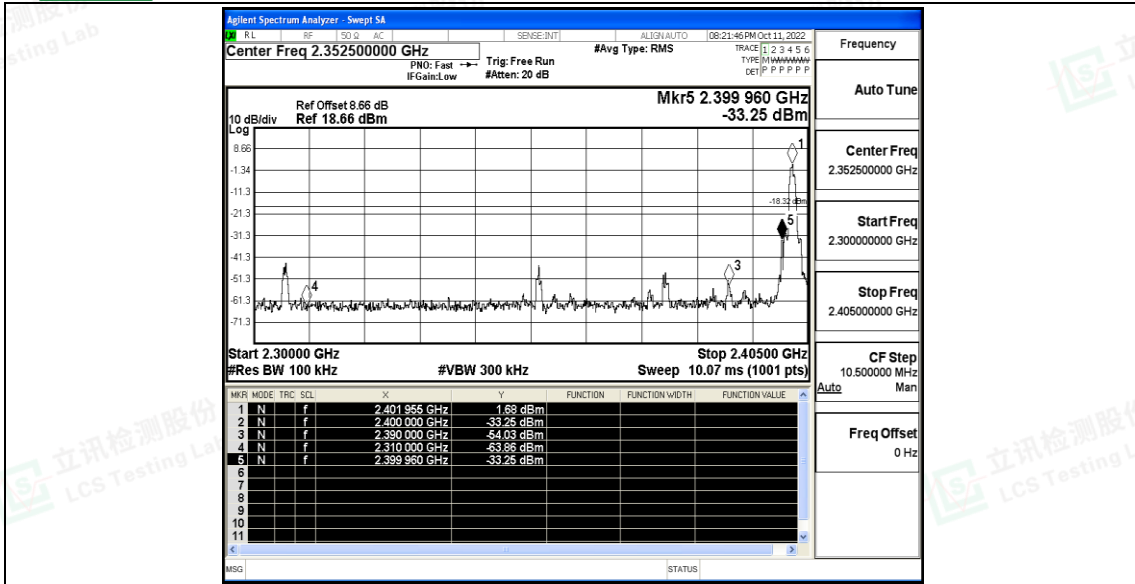 Agilent Spectrum Analyzer - Swept SA
LXI RL RF 50 Ω AC SENSE:INT ALIGNAUTO 08:21:46 PM Oct 11, 2022
Center Freq 2.352500000 GHz #Avg Type: RMS TRACE 1 2 3 4 5 6
PNO: Fast Trig: Free Run TYPE M WWWWW
IFGain:Low #Atten: 20 dB DET P P P P P P
Mkr5 2.399 960 GHz
-33.25 dBm
Ref Offset 8.66 dB
10 dB/div Ref 18.66 dBm
Log
8.66
-1.34
-11.3
-21.3
-31.3
-41.3
-51.3
-61.3
-71.3
1
-18.32 dBm
5
3
4
Start 2.30000 GHz Stop 2.40500 GHz
#Res BW 100 kHz #VBW 300 kHz Sweep 10.07 ms (1001 pts)
MKR MODE TRC SCL X Y FUNCTION FUNCTION WIDTH FUNCTION VALUE
1 N f 2.401 955 GHz 1.68 dBm
2 N f 2.400 000 GHz -33.25 dBm
3 N f 2.390 000 GHz -54.03 dBm
4 N f 2.310 000 GHz -63.86 dBm
5 N f 2.399 960 GHz -33.25 dBm
6
7
8
9
10
11
MSG STATUS
Frequency
Auto Tune
Center Freq
2.352500000 GHz
Start Freq
2.300000000 GHz
Stop Freq
2.405000000 GHz
CF Step
10.500000 MHz
Auto Man
Freq Offset
0 Hz
立讯检测股份
LCS Testing Lab
立讯检测股份